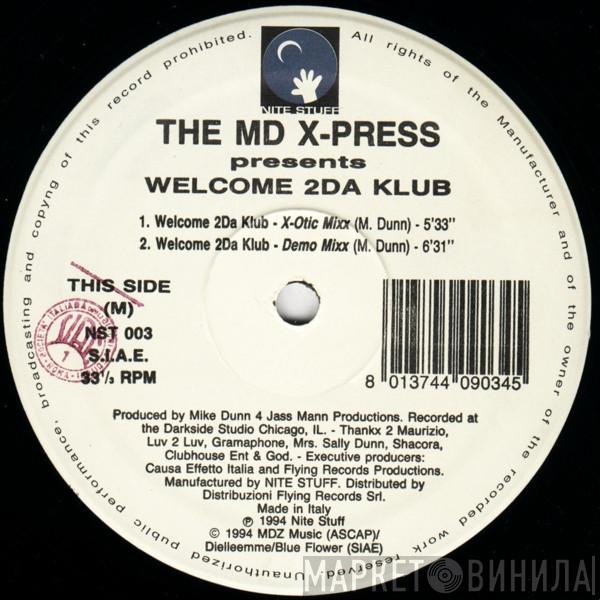 NITE STUFF
THE MD X-PRESS
presents
WELCOME 2DA KLUB
1. Welcome 2Da Klub - X-Otic Mixx (M. Dunn) - 5'33"
2. Welcome 2Da Klub - Demo Mixx (M. Dunn) - 6'31"
THIS SIDE
(M)
NST 003
S.I.A.E.
33⅓ RPM
8 013744 090345
Produced by Mike Dunn 4 Jass Mann Productions. Recorded at
the Darkside Studio Chicago, IL. - Thankx 2 Maurizio,
Luv 2 Luv, Gramaphone, Mrs. Sally Dunn, Shacora,
Clubhouse Ent & God. - Executive producers:
Causa Effetto Italia and Flying Records Productions.
Manufactured by NITE STUFF. Distributed by
Distribuzioni Flying Records Srl.
Made in Italy
℗ 1994 Nite Stuff
© 1994 MDZ Music (ASCAP)/
Dielleemme/Blue Flower (SIAE)
All rights of the Manufacturer and of the owner of the recorded work reserved. Unauthorized public performance, broadcasting and copyng of this record prohibited.
МАРКЕТ ВИНИЛА